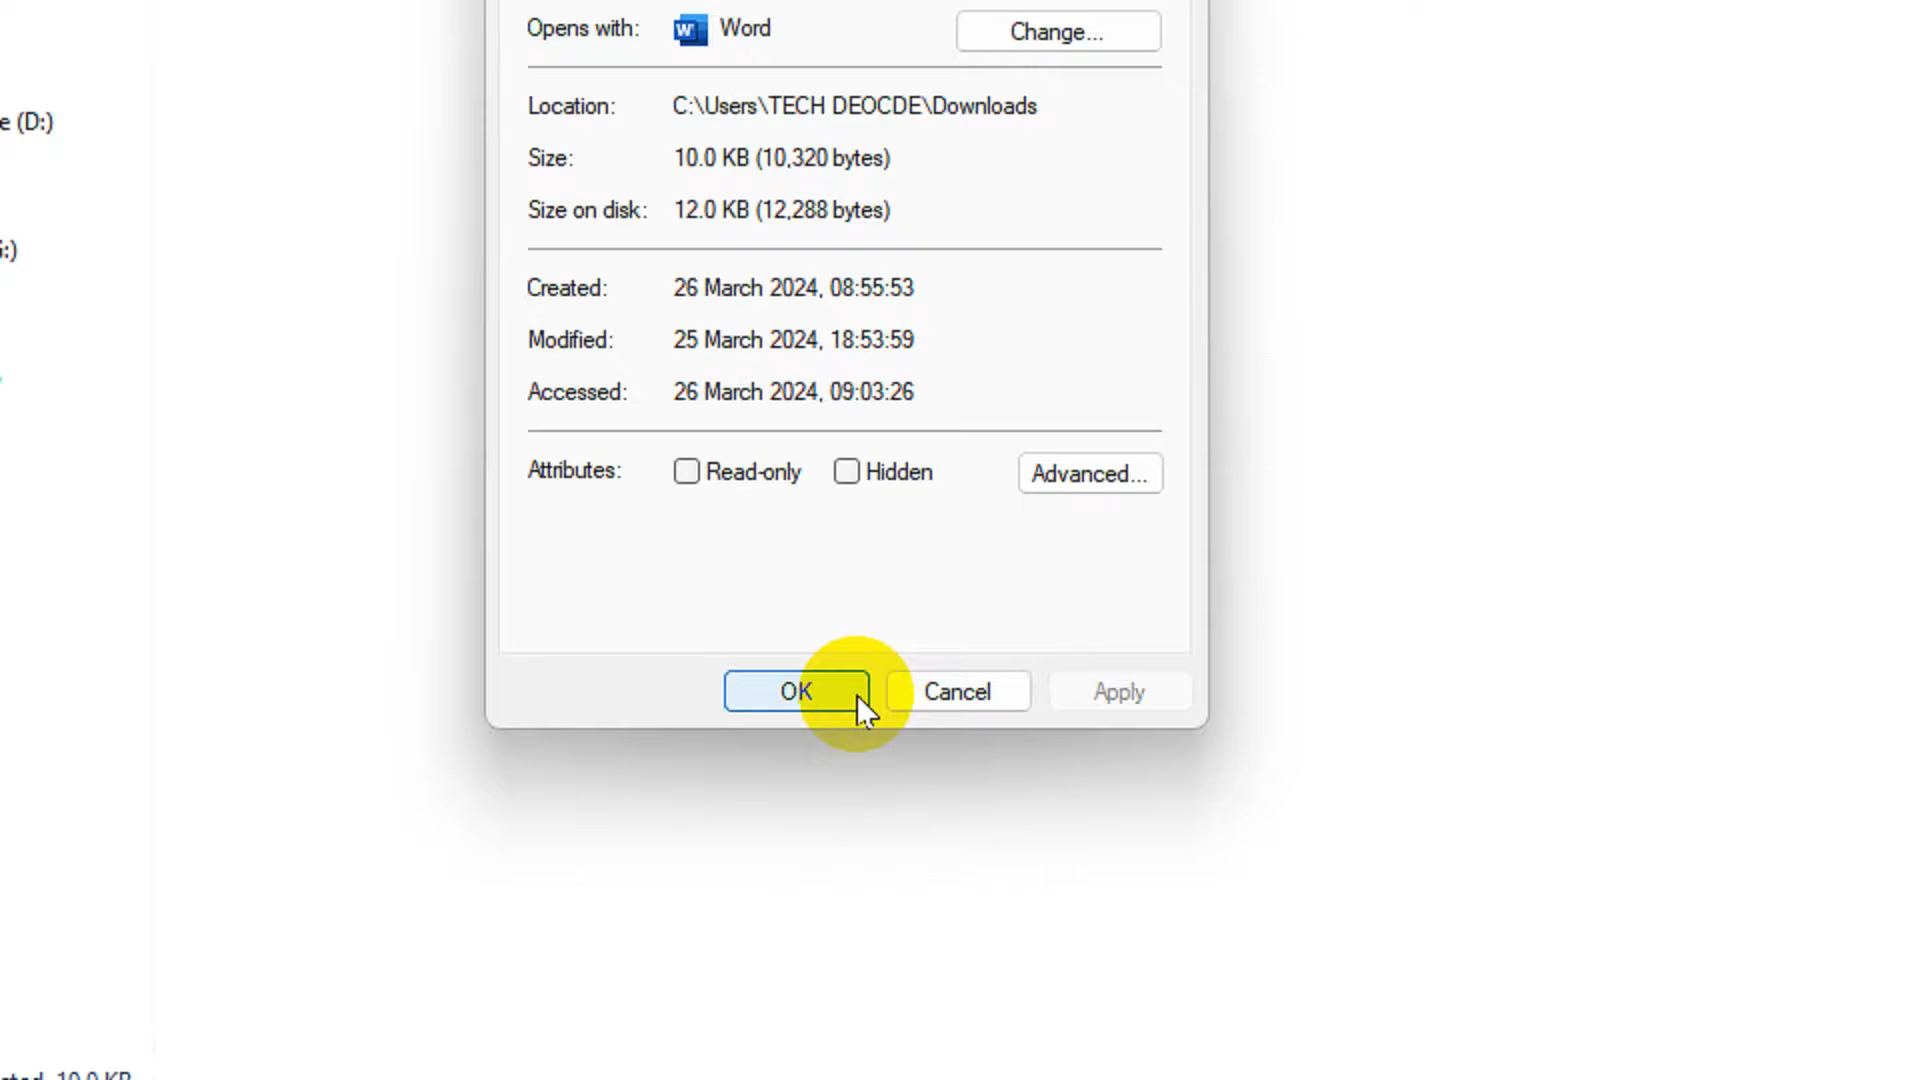 Opens with: Word Change...
Location: C:\Users\TECH DEOCDE\Downloads
e (D:)
Size: 10.0 KB (10,320 bytes)
Size on disk: 12.0 KB (12,288 bytes)
:)
Created: 26 March 2024, 08:55:53
Modified: 25 March 2024, 18:53:59
Accessed: 26 March 2024, 09:03:26
Attributes: Read-only Hidden Advanced...
OK Cancel Apply
10.0 KB